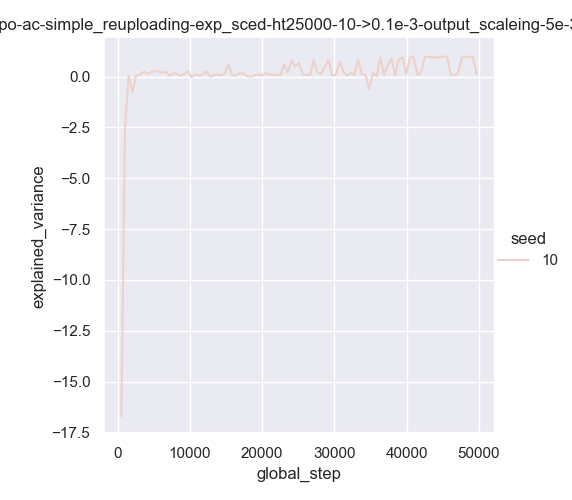 po-ac-simple_reuploading-exp_sced-ht25000-10->0.1e-3-output_scaleing-5e-3
0.0
−2.5
−5.0
−7.5
−10.0
−12.5
−15.0
−17.5
explained_variance
0 10000 20000 30000 40000 50000
global_step
seed
10